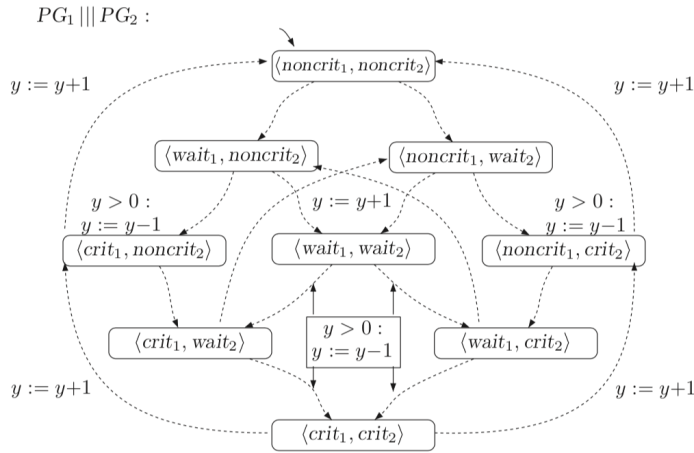 PG₁ ||| PG₂ :
⟨noncrit₁, noncrit₂⟩
y := y+1
y := y+1
⟨wait₁, noncrit₂⟩
⟨noncrit₁, wait₂⟩
y > 0 :
y := y−1
y := y+1
y > 0 :
y := y−1
⟨crit₁, noncrit₂⟩
⟨wait₁, wait₂⟩
⟨noncrit₁, crit₂⟩
⟨crit₁, wait₂⟩
y > 0 :
y := y−1
⟨wait₁, crit₂⟩
y := y+1
y := y+1
⟨crit₁, crit₂⟩